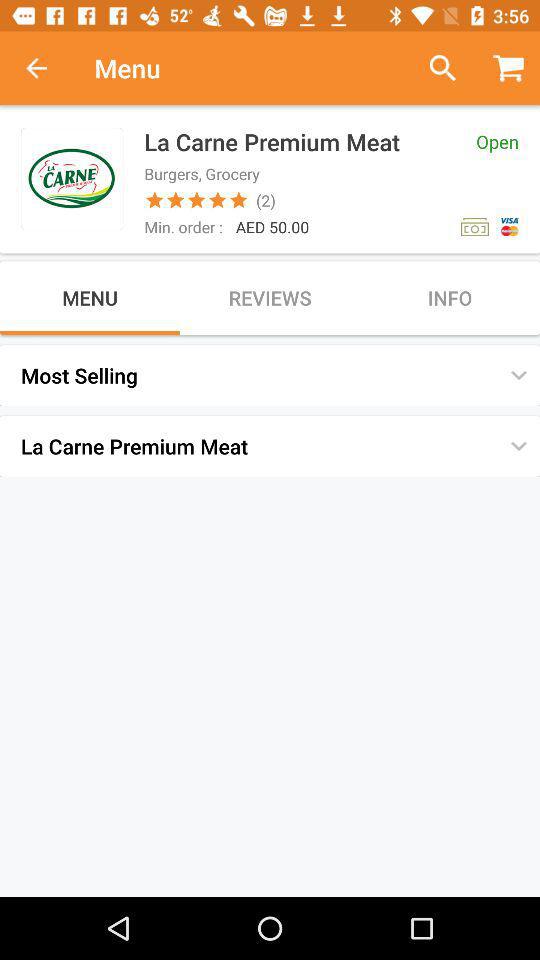 52°
3:56
Menu
La Carne Premium Meat
Open
LA CARNE
Burgers, Grocery
(2)
Min. order : AED 50.00
VISA
MENU
REVIEWS
INFO
Most Selling
La Carne Premium Meat